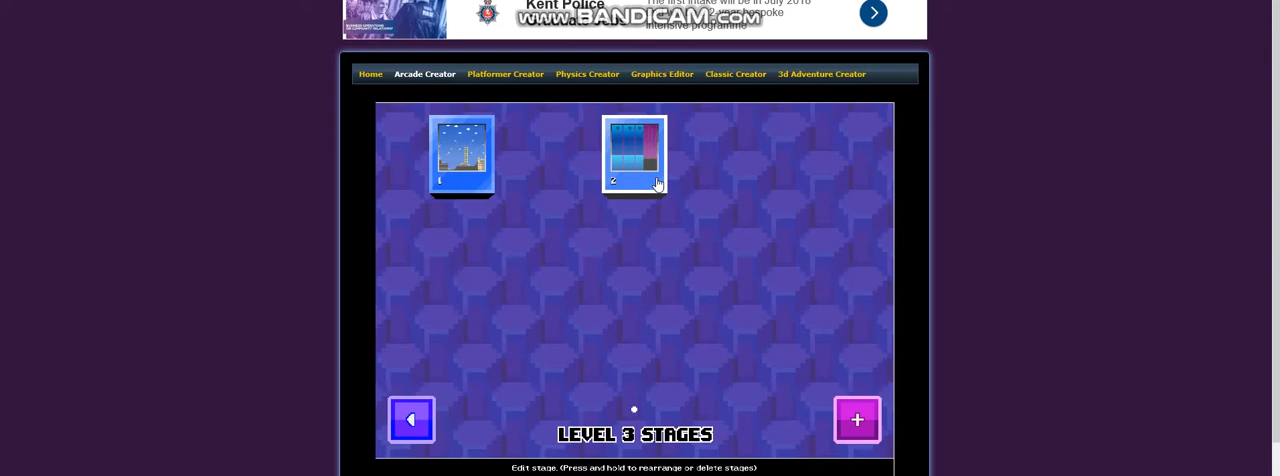 Kent Police
The first intake will be in July 2018
www.BANDICAM.com
intensive programme
Home Arcade Creator Platformer Creator Physics Creator Graphics Editor Classic Creator 3d Adventure Creator
1 2
LEVEL 3 STAGES
Edit stage. (Press and hold to rearrange or delete stages)